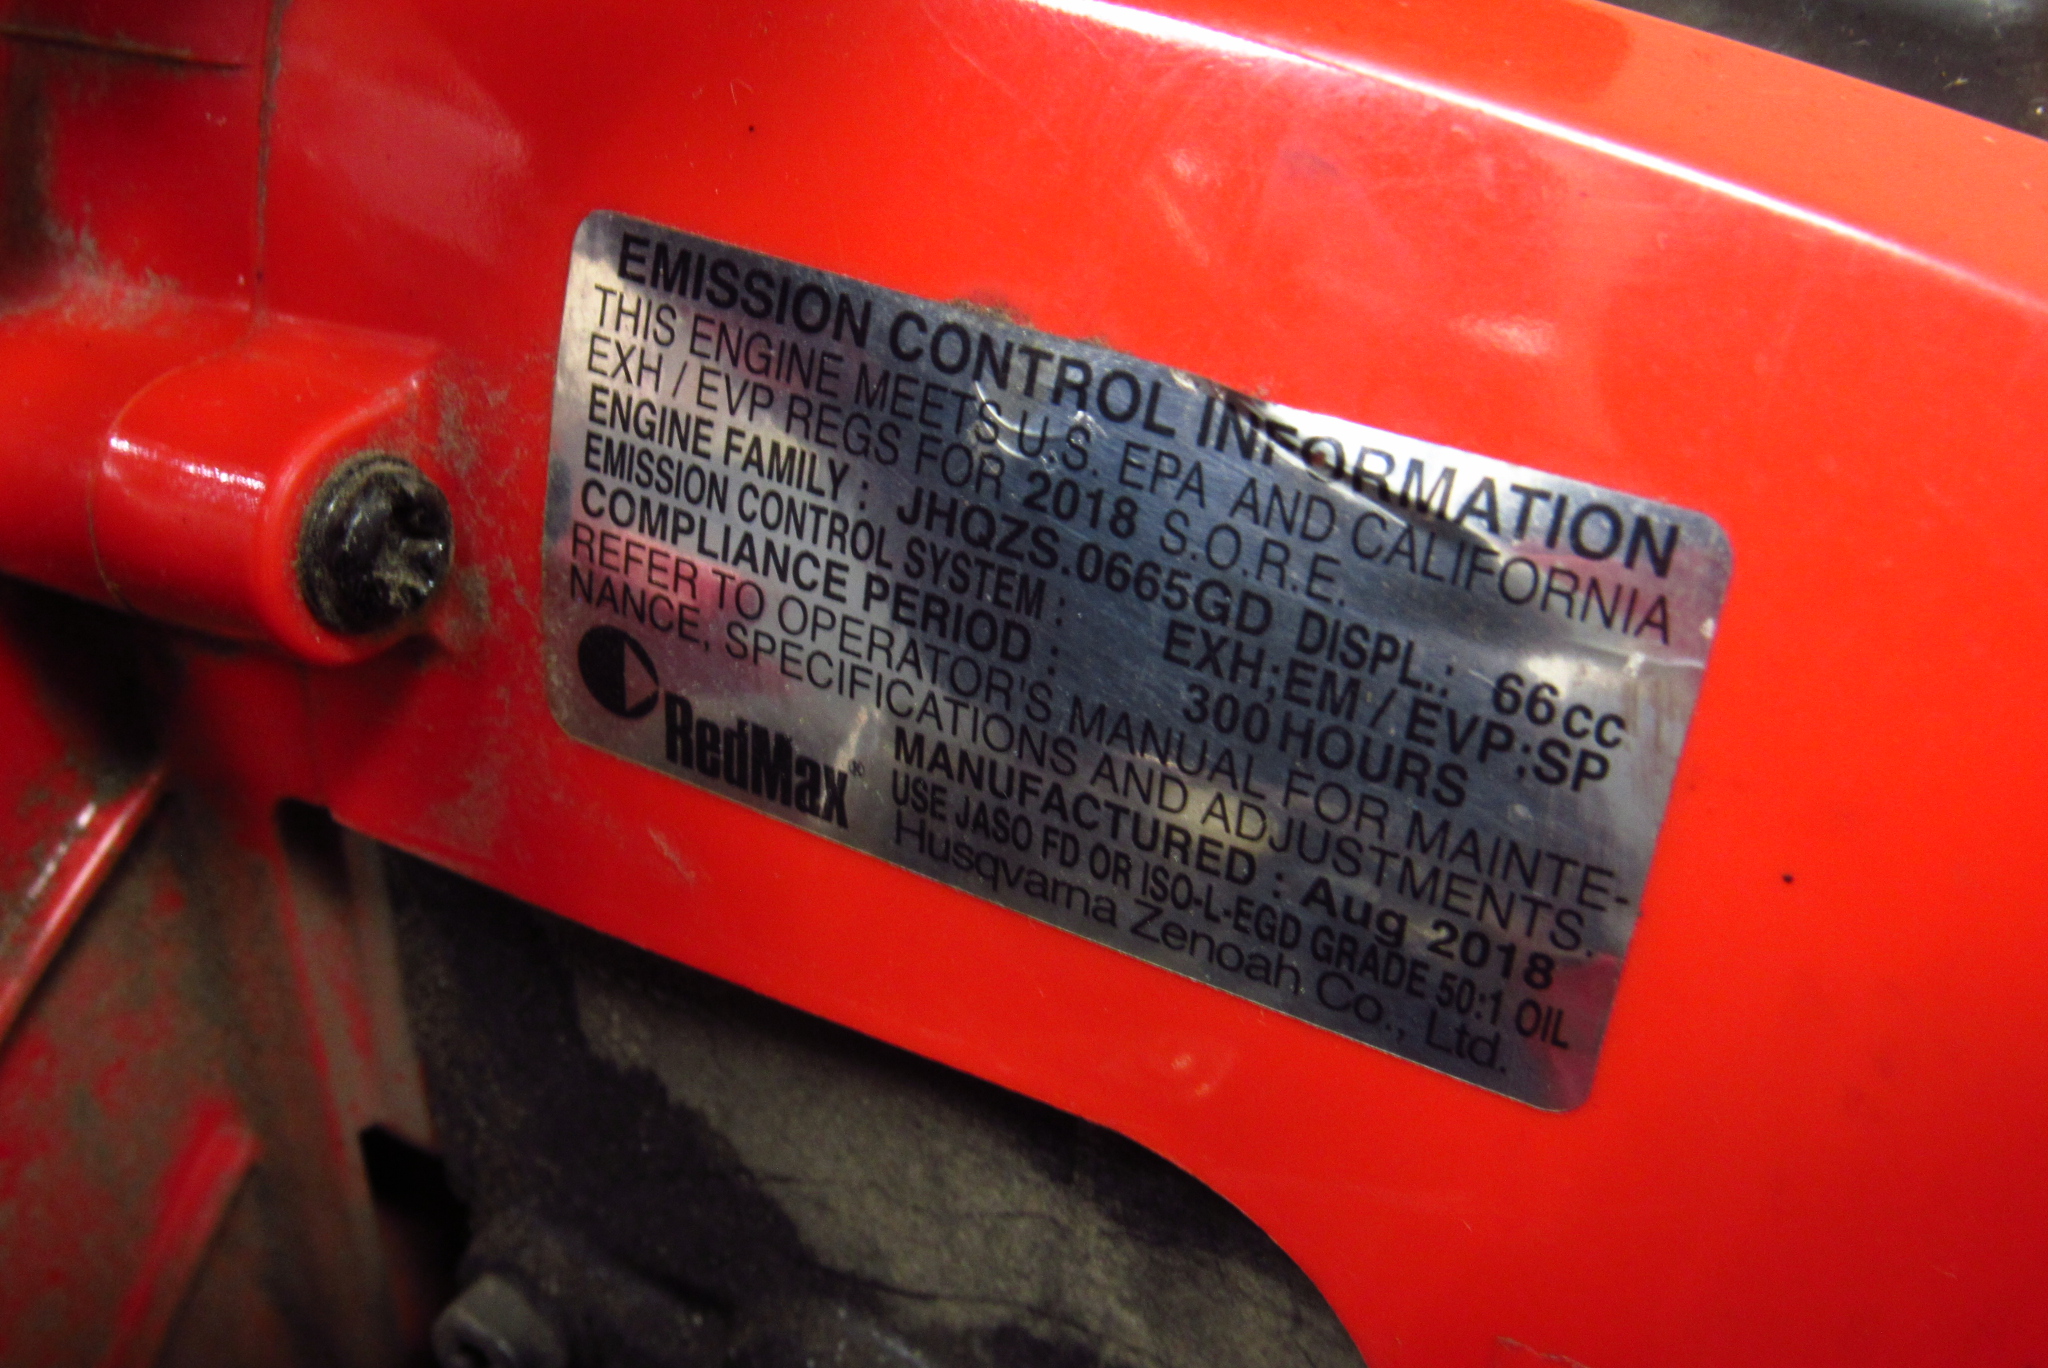 EMISSION CONTROL INFORMATION
THIS ENGINE MEETS U.S. EPA AND CALIFORNIA
EXH / EVP REGS FOR 2018 S.O.R.E.
ENGINE FAMILY : JHQZS.0665GD DISPL.: 66cc
EMISSION CONTROL SYSTEM : EXH;EM / EVP:SP
COMPLIANCE PERIOD : 300 HOURS
REFER TO OPERATOR'S MANUAL FOR MAINTE-
NANCE, SPECIFICATIONS AND ADJUSTMENTS.
RedMax®
MANUFACTURED : Aug 2018
USE JASO FD OR ISO-L-EGD GRADE 50:1 OIL
Husqvarna Zenoah Co., Ltd.